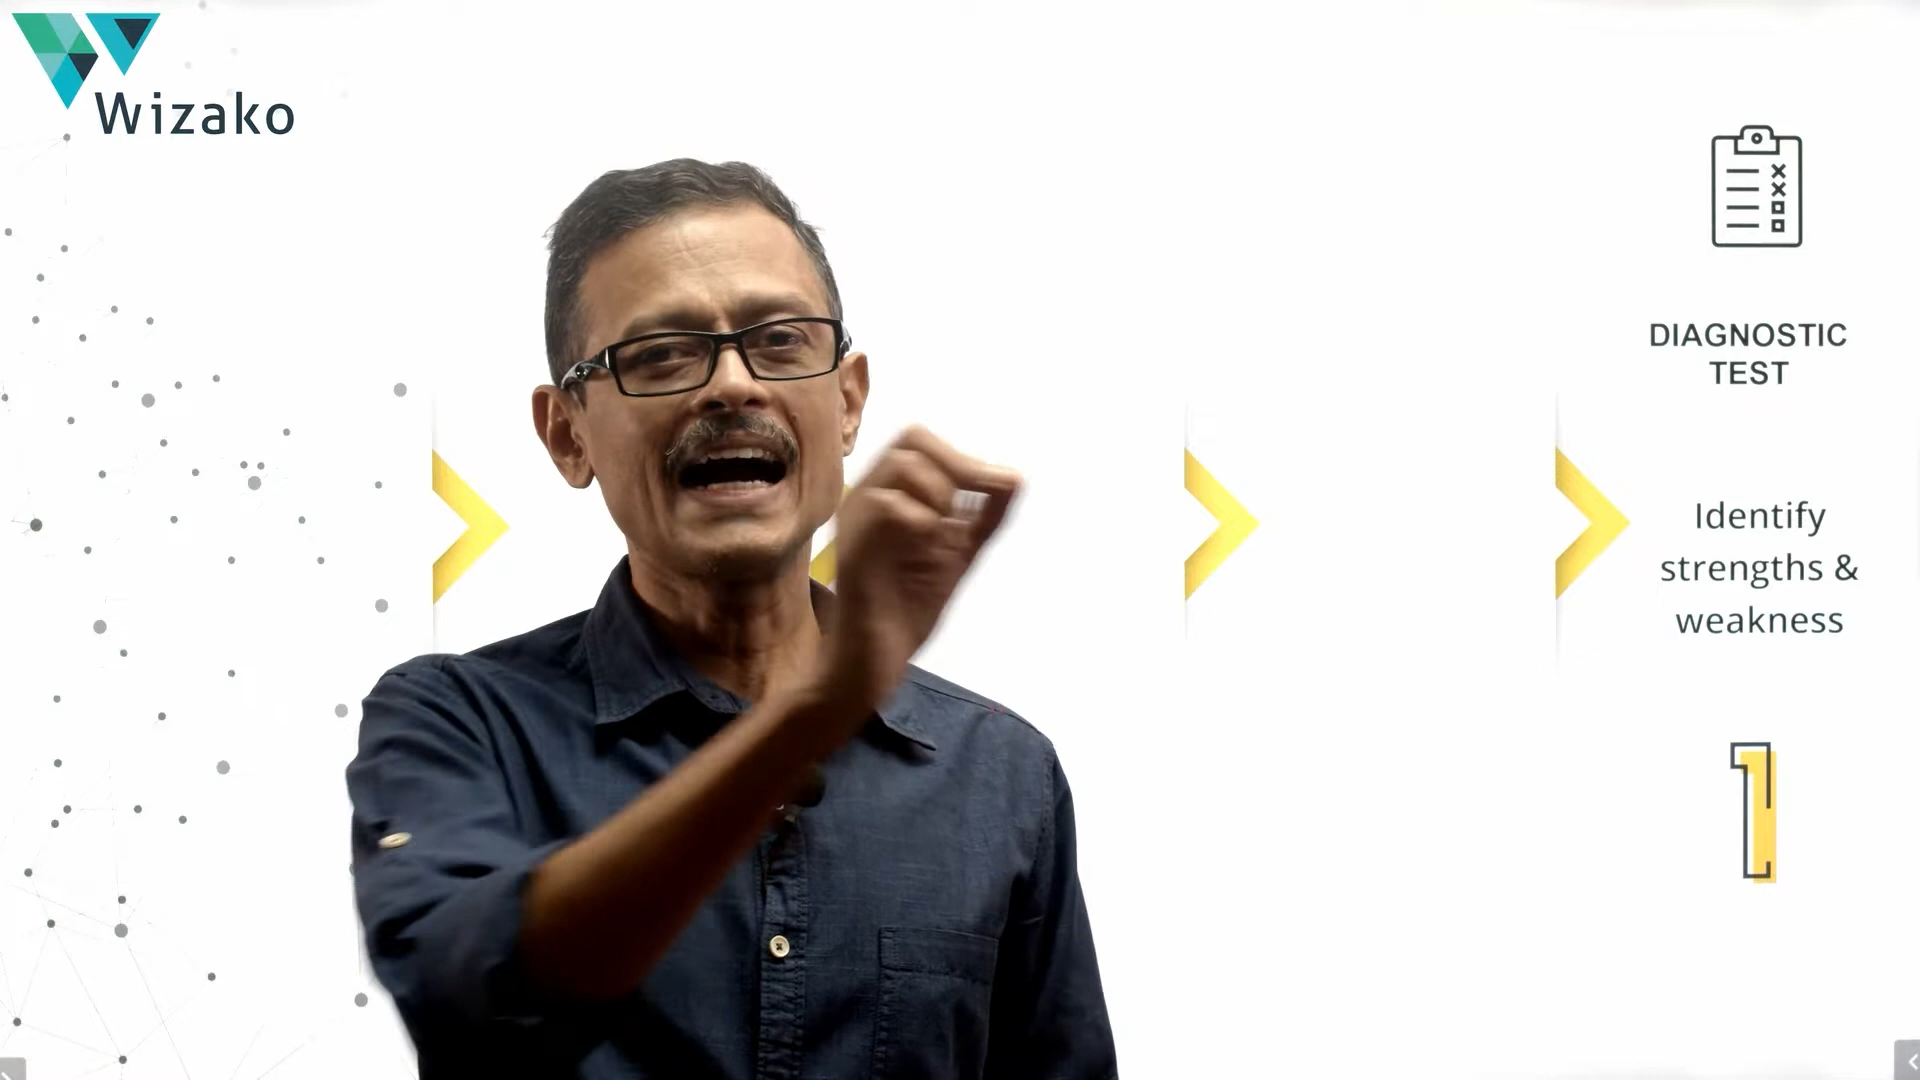 Wizako
DIAGNOSTIC
TEST
Identify
strengths &
weakness
1